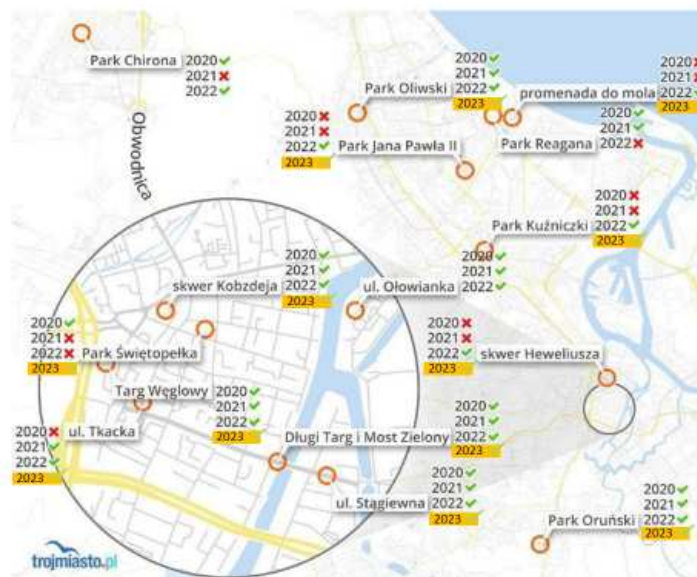 Park Chirona 2020
2021
2022
Obwodnica
Park Oliwski 2020
2021
2022
2023
promenada do mola 2020
2021
2022
2023
Park Jana Pawła II 2020
2021
2022
2023
Park Reagana 2020
2021
2022
Park Kuźniczki 2020
2021
2022
2023
skwer Kobzdeja 2020
2021
2022
2023
ul. Ołowianka 2020
2021
2022
2020
2021
2022 Park Świętopełka
2023
skwer Heweliusza 2020
2021
2022
2023
Targ Węglowy 2020
2021
2022
2023
2020 ul. Tkacka
2021
2022
2023
Długi Targ i Most Zielony 2020
2021
2022
2023
ul. Stągiewna 2020
2021
2022
2023
Park Oruński 2020
2021
2022
2023
trojmiasto.pl